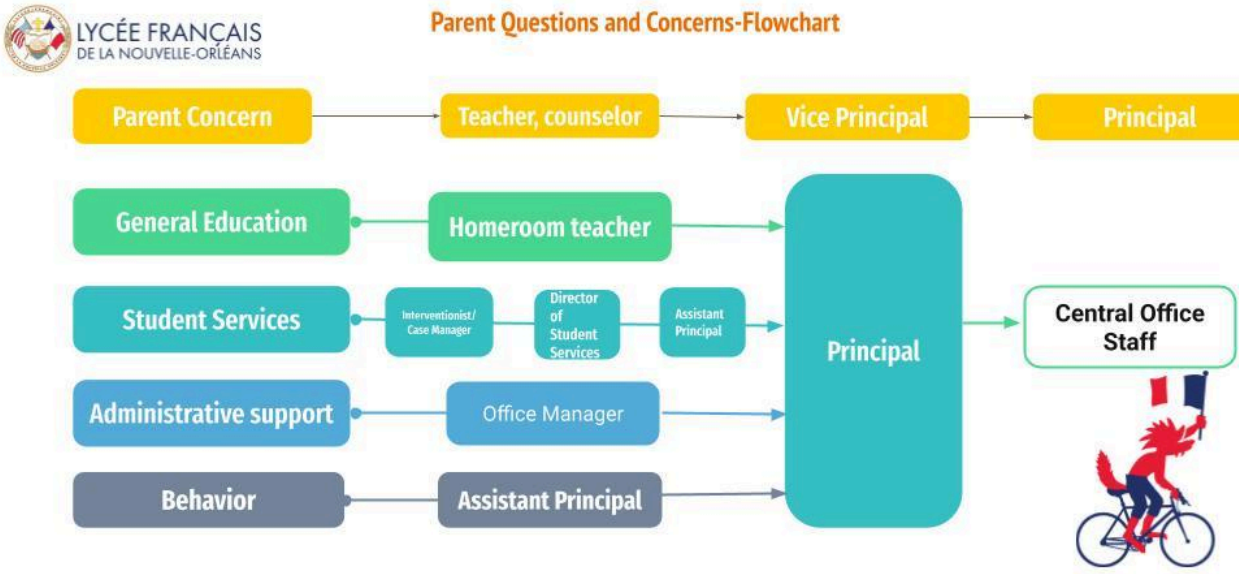 LYCÉE FRANÇAIS
DE LA NOUVELLE-ORLÉANS
Parent Questions and Concerns-Flowchart
Parent Concern
Teacher, counselor
Vice Principal
Principal
General Education
Homeroom teacher
Student Services
Interventionist/
Case Manager
Director
of
Student
Services
Assistant
Principal
Principal
Central Office
Staff
Administrative support
Office Manager
Behavior
Assistant Principal